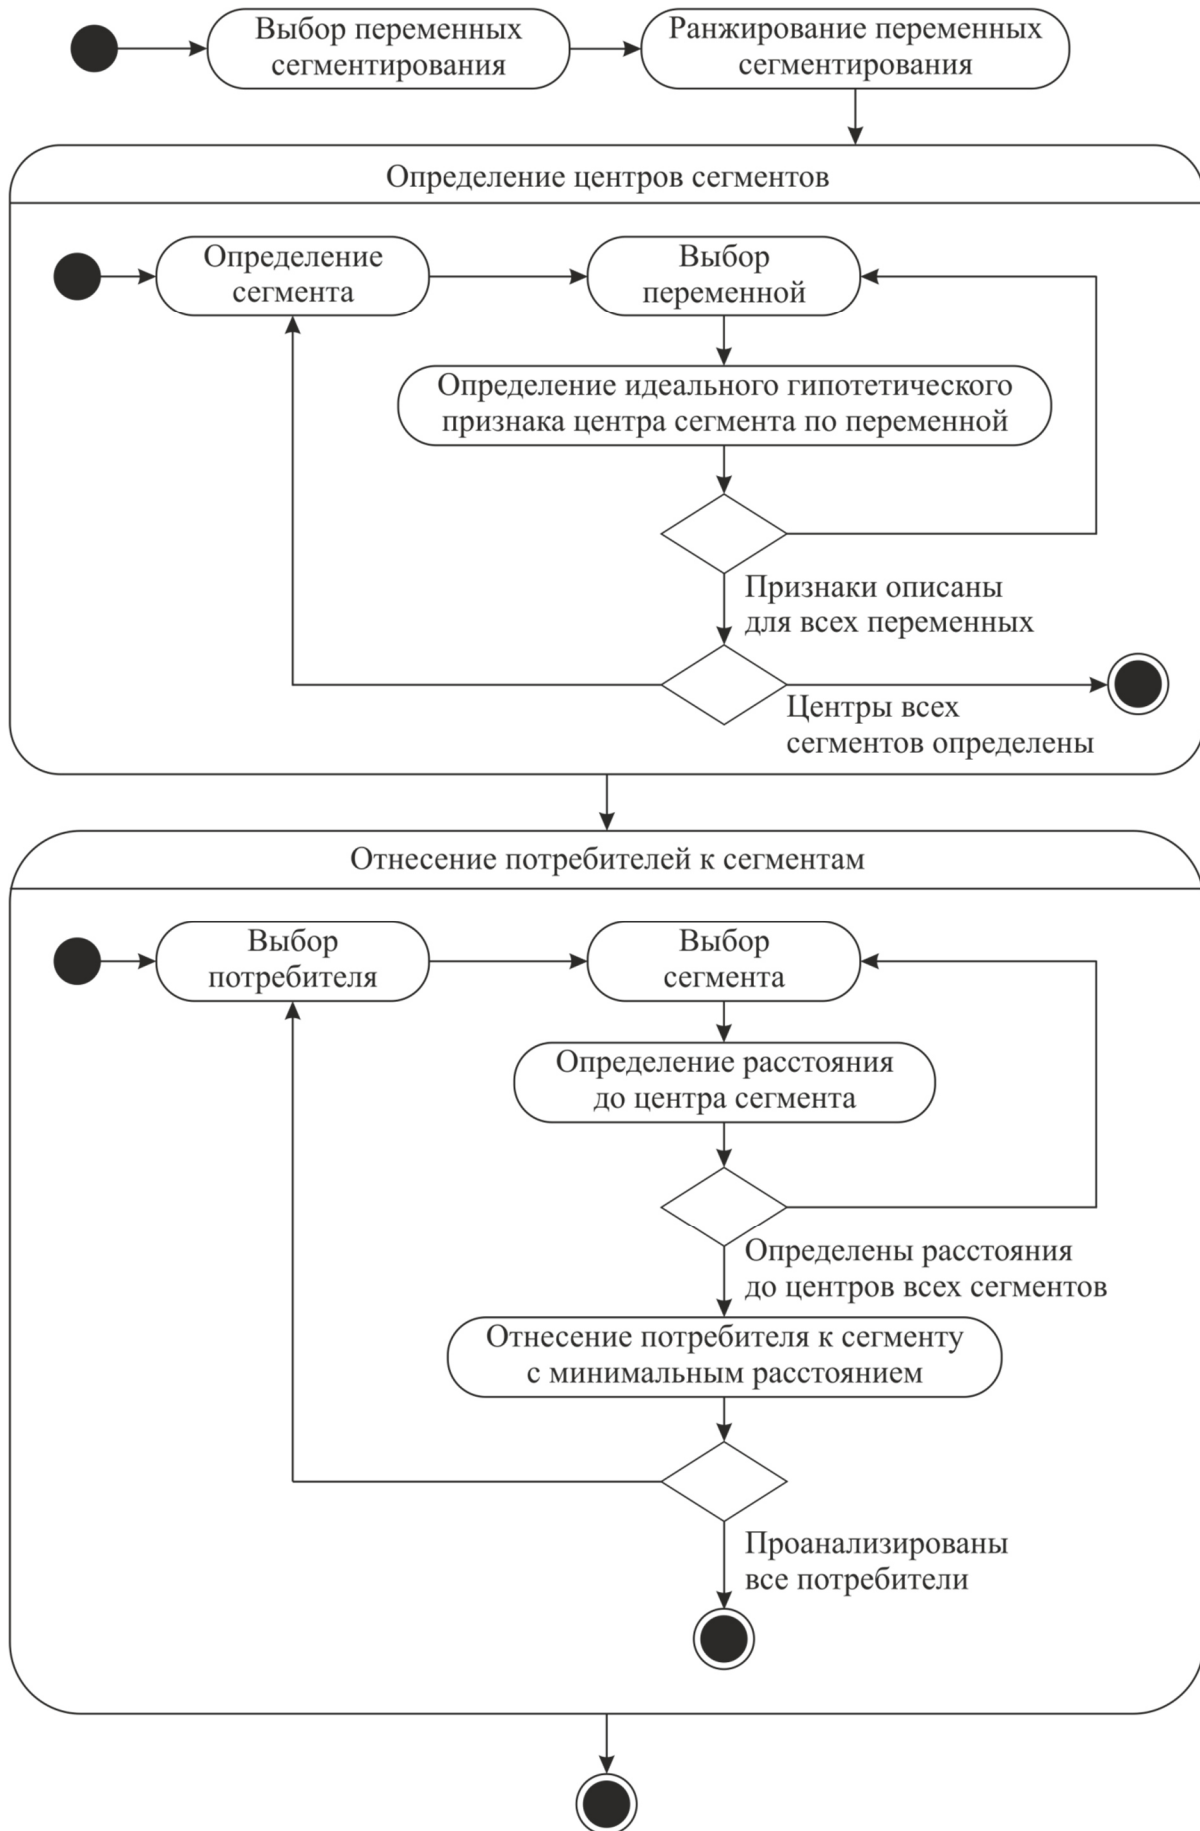 Выбор переменных
сегментирования
Ранжирование переменных
сегментирования
Определение центров сегментов
Определение
сегмента
Выбор
переменной
Определение идеального гипотетического
признака центра сегмента по переменной
Признаки описаны
для всех переменных
Центры всех
сегментов определены
Отнесение потребителей к сегментам
Выбор
потребителя
Выбор
сегмента
Определение расстояния
до центра сегмента
Определены расстояния
до центров всех сегментов
Отнесение потребителя к сегменту
с минимальным расстоянием
Проанализированы
все потребители